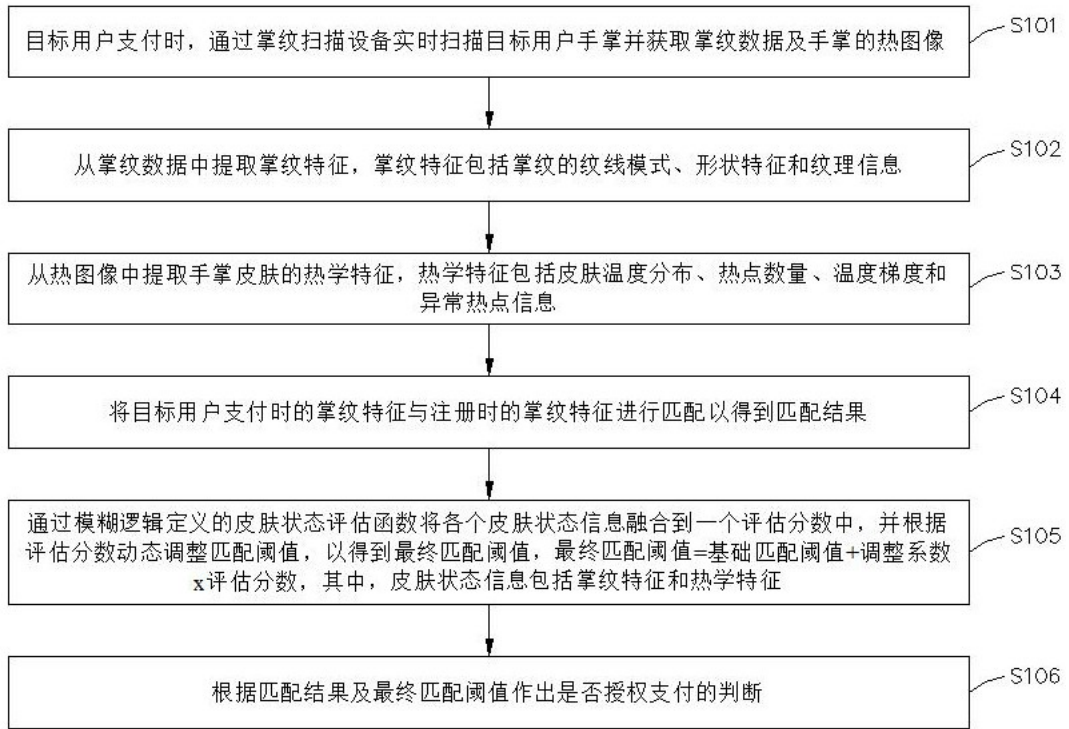 目标用户支付时，通过掌纹扫描设备实时扫描目标用户手掌并获取掌纹数据及手掌的热图像
S101
从掌纹数据中提取掌纹特征，掌纹特征包括掌纹的纹线模式、形状特征和纹理信息
S102
从热图像中提取手掌皮肤的热学特征，热学特征包括皮肤温度分布、热点数量、温度梯度和
异常热点信息
S103
将目标用户支付时的掌纹特征与注册时的掌纹特征进行匹配以得到匹配结果
S104
通过模糊逻辑定义的皮肤状态评估函数将各个皮肤状态信息融合到一个评估分数中，并根据
评估分数动态调整匹配阈值，以得到最终匹配阈值，最终匹配阈值=基础匹配阈值+调整系数
x评估分数，其中，皮肤状态信息包括掌纹特征和热学特征
S105
根据匹配结果及最终匹配阈值作出是否授权支付的判断
S106